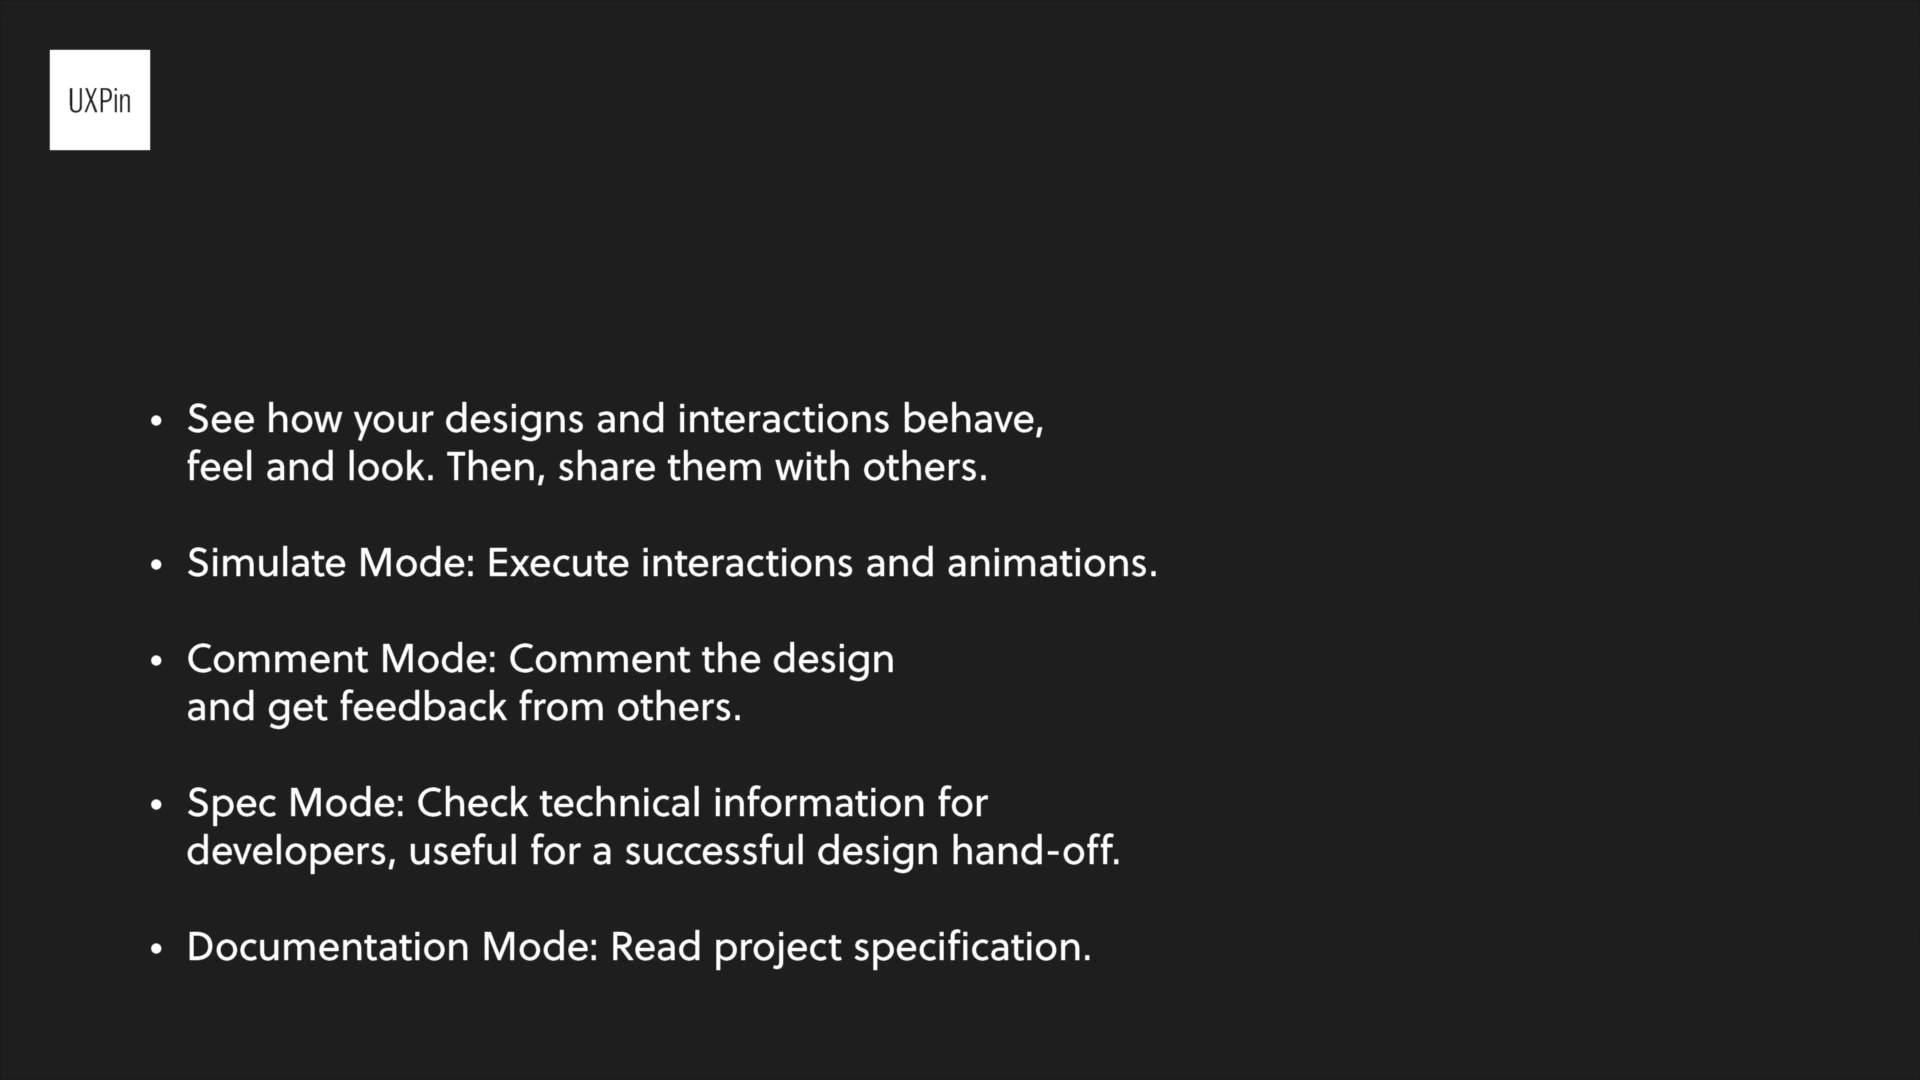 UXPin
• See how your designs and interactions behave,
feel and look. Then, share them with others.
• Simulate Mode: Execute interactions and animations.
• Comment Mode: Comment the design
and get feedback from others.
• Spec Mode: Check technical information for
developers, useful for a successful design hand-off.
• Documentation Mode: Read project specification.